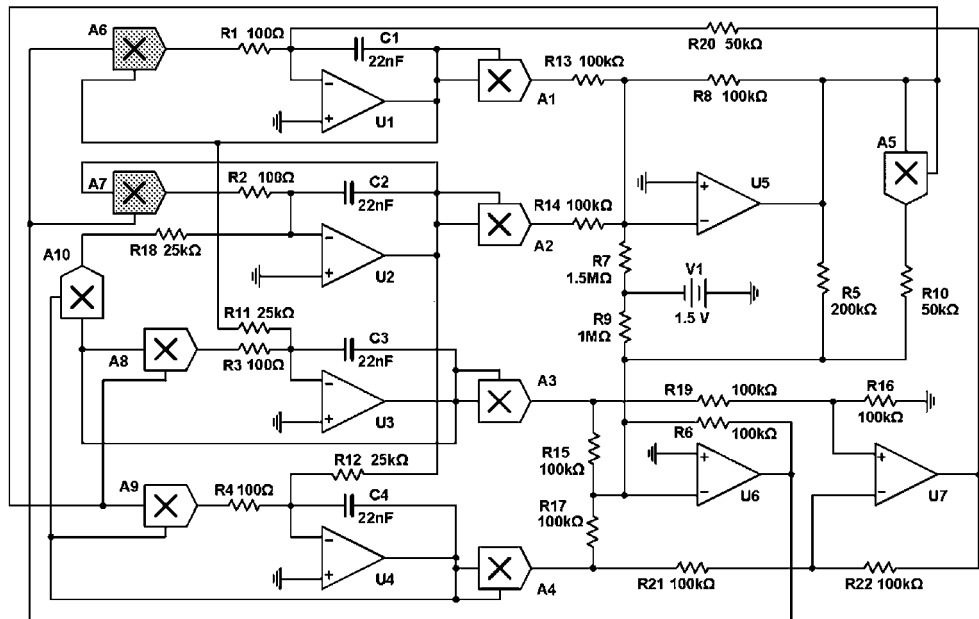 A6
R1 100Ω
C1
22nF
U1
A1
R13 100kΩ
R20 50kΩ
R8 100kΩ
A5
A7
R2 100Ω
C2
22nF
U2
A2
R14 100kΩ
U5
R7
1.5MΩ
V1
1.5 V
R9
1MΩ
R5
200kΩ
R10
50kΩ
A10
R18 25kΩ
R11 25kΩ
A8
R3 100Ω
C3
22nF
U3
A3
R19 100kΩ
R16
100kΩ
R6
100kΩ
R15
100kΩ
U6
U7
R12 25kΩ
A9
R4 100Ω
C4
22nF
U4
A4
R17
100kΩ
R21 100kΩ
R22 100kΩ